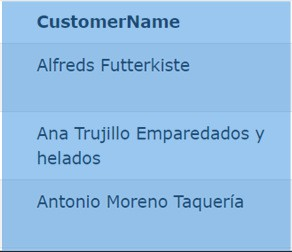 CustomerName
Alfreds Futterkiste
Ana Trujillo Emparedados y
helados
Antonio Moreno Taquería